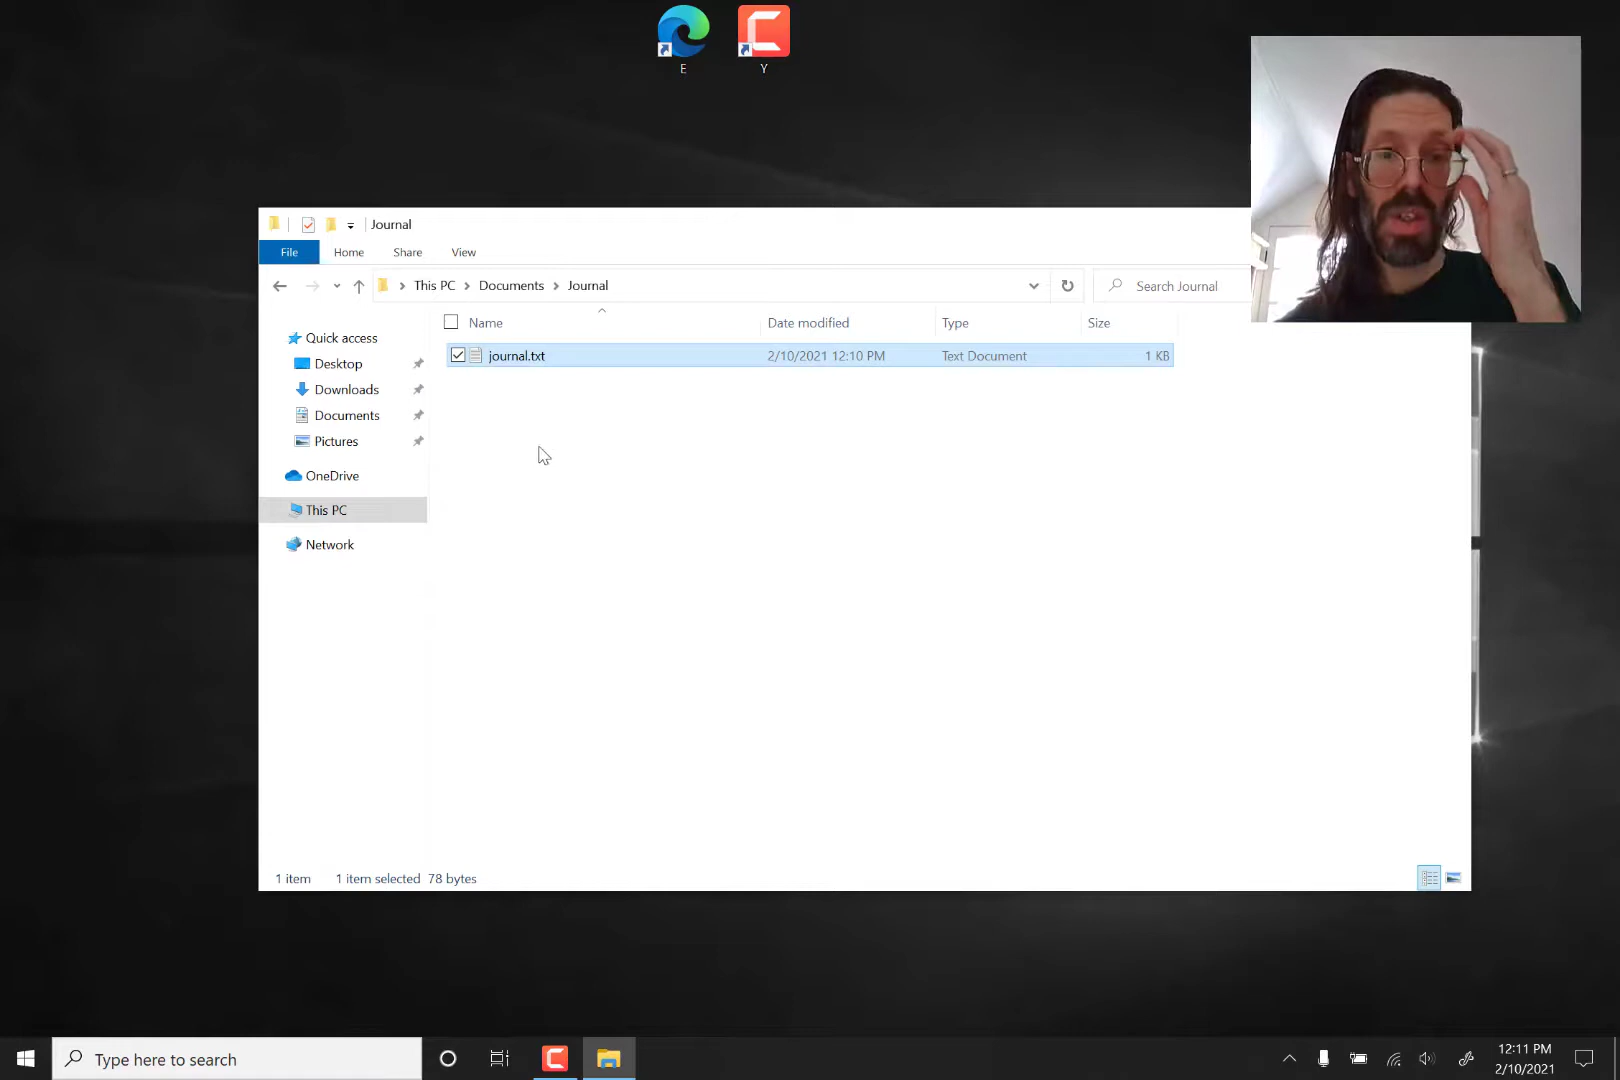 E Y
Journal
File Home Share View
This PC Documents Journal Search Journal
Name Date modified Type Size
journal.txt 2/10/2021 12:10 PM Text Document 1 KB
Quick access
Desktop
Downloads
Documents
Pictures
OneDrive
This PC
Network
1 item 1 item selected 78 bytes
Type here to search 12:11 PM
2/10/2021